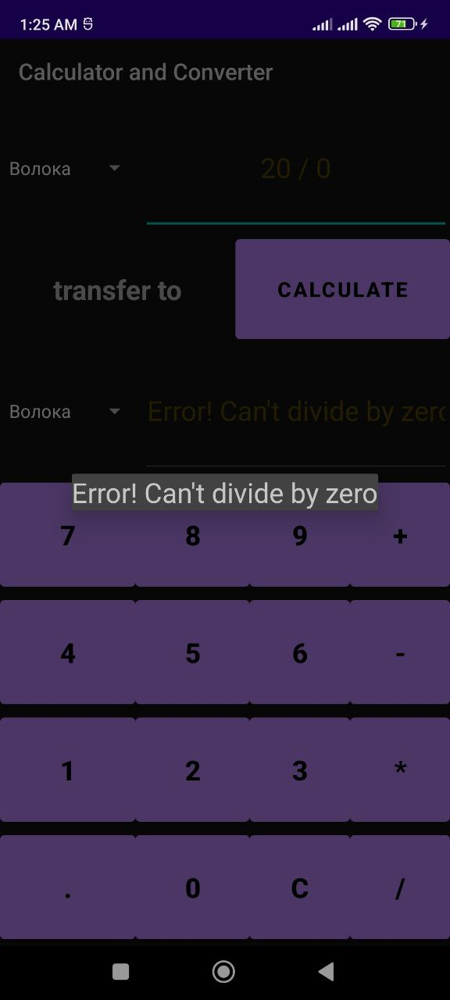 1:25 AM
71
Calculator and Converter
Волока
20 / 0
transfer to
CALCULATE
Волока
Error! Can't divide by zero
Error! Can't divide by zero
7 8 9 +
4 5 6 -
1 2 3 *
. 0 C /